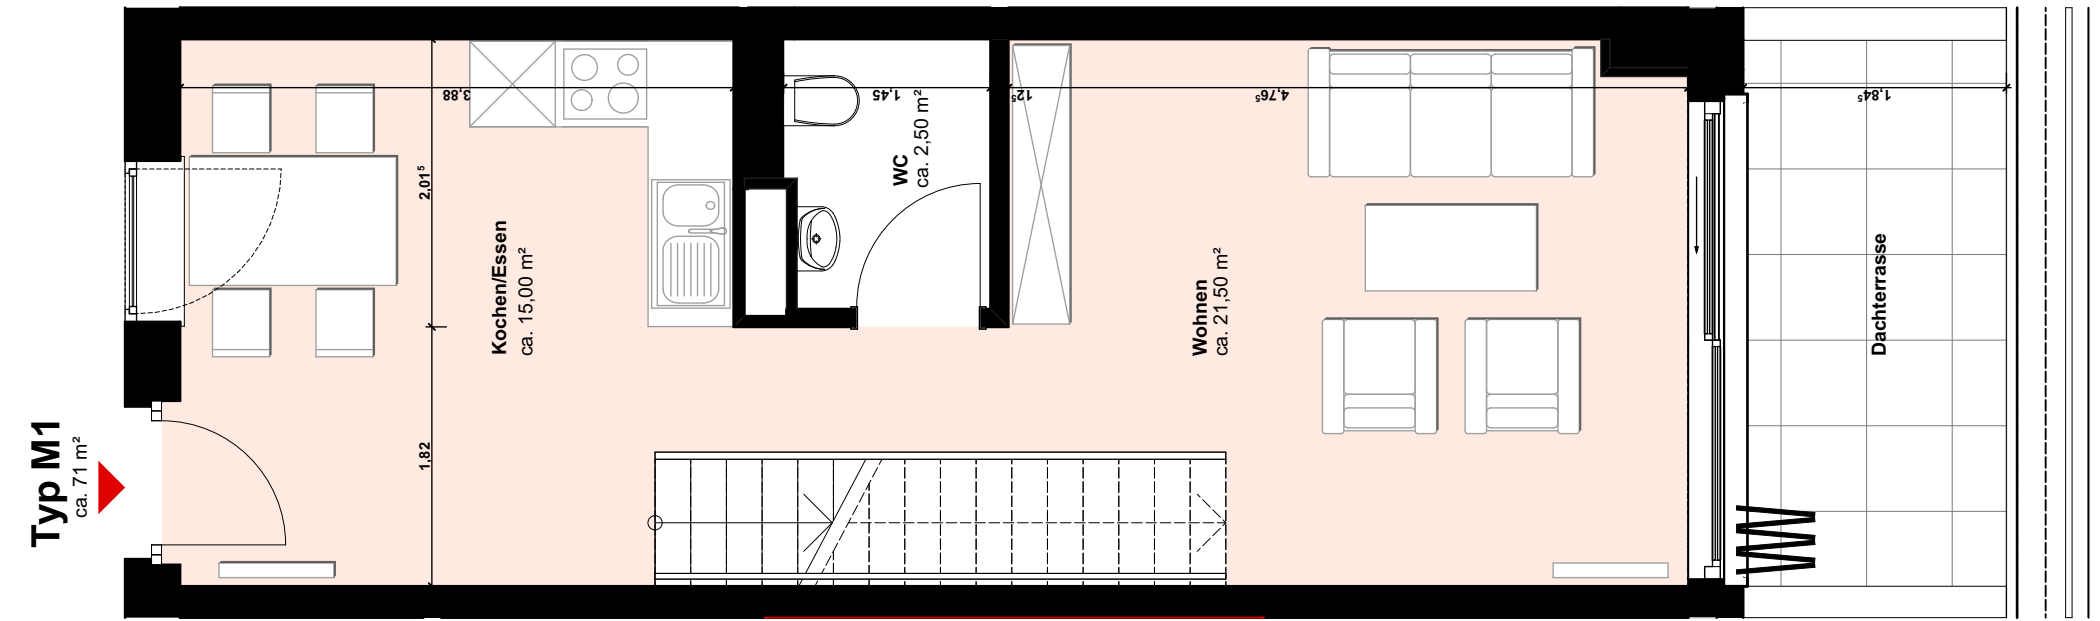 Typ M1
ca. 71 m²
3,88
2,01⁵
1,82
Kochen/Essen
ca. 15,00 m²
1,45
WC
ca. 2,50 m²
12⁵
4,76⁵
Wohnen
ca. 21,50 m²
1,84⁵
Dachterrasse